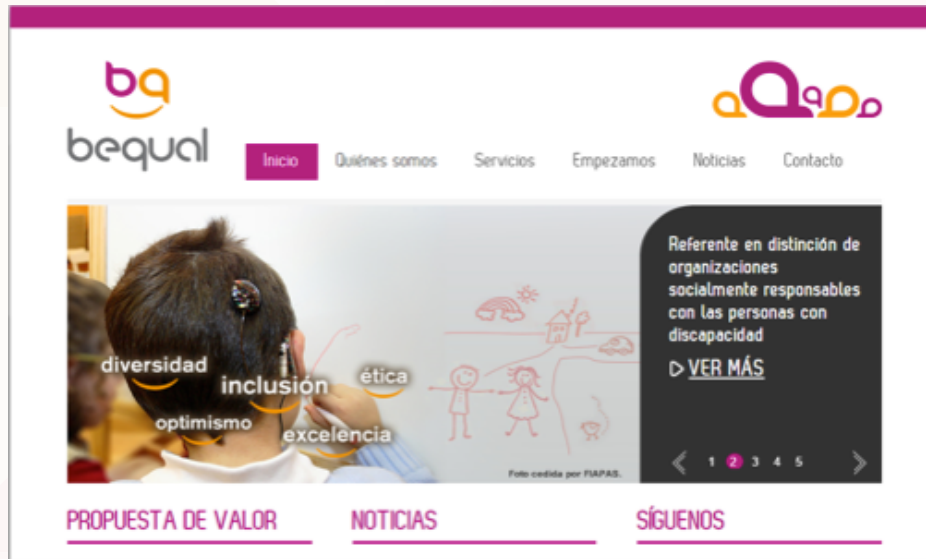 bq
bequal
Inicio Quiénes somos Servicios Empezamos Noticias Contacto
Referente en distinción de
organizaciones
socialmente responsables
con las personas con
discapacidad
VER MÁS
diversidad
inclusión
ética
optimismo
excelencia
Foto cedida por FIAPAS.
1 2 3 4 5
PROPUESTA DE VALOR NOTICIAS SÍGUENOS